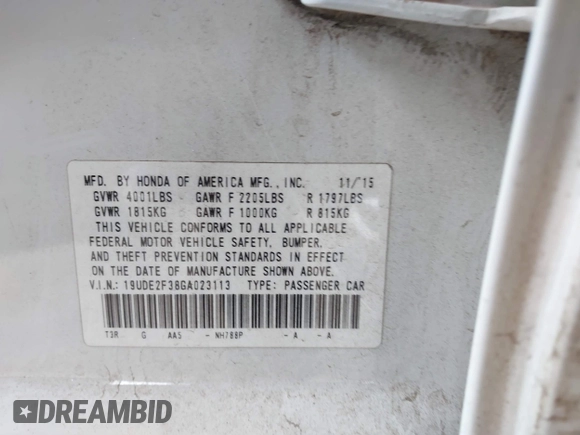 MFD. BY HONDA OF AMERICA MFG., INC. 11/15
GVWR 4001LBS GAWR F 2205LBS R 1797LBS
GVWR 1815KG GAWR F 1000KG R 815KG
THIS VEHICLE CONFORMS TO ALL APPLICABLE
FEDERAL MOTOR VEHICLE SAFETY, BUMPER,
AND THEFT PREVENTION STANDARDS IN EFFECT
ON THE DATE OF MANUFACTURE SHOWN ABOVE.
V.I.N.: 19UDE2F38GA023113 TYPE: PASSENGER CAR
T3R G AA5 - NH788P - A - A
DREAMBID